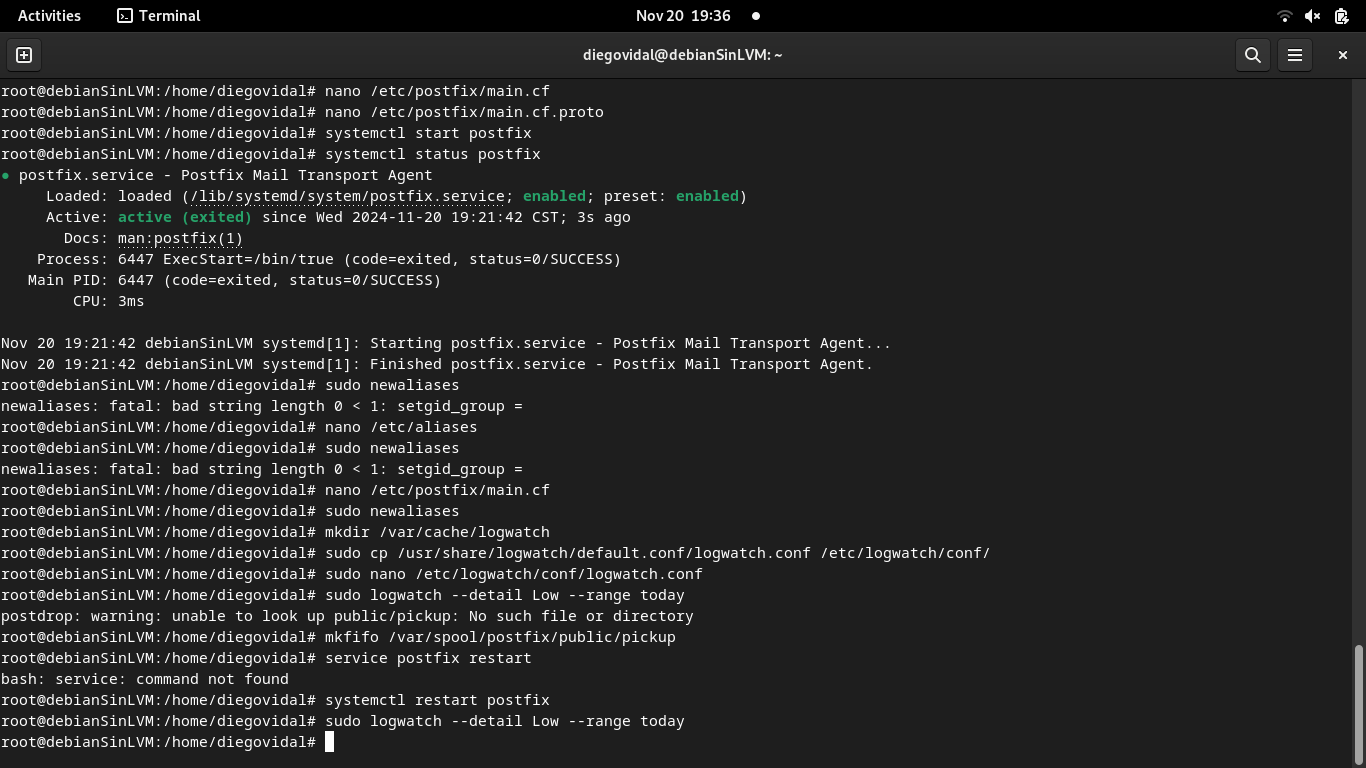 Activities Terminal Nov 20 19:36
diegovidal@debianSinLVM: ~
root@debianSinLVM:/home/diegovidal# nano /etc/postfix/main.cf
root@debianSinLVM:/home/diegovidal# nano /etc/postfix/main.cf.proto
root@debianSinLVM:/home/diegovidal# systemctl start postfix
root@debianSinLVM:/home/diegovidal# systemctl status postfix
● postfix.service - Postfix Mail Transport Agent
     Loaded: loaded (/lib/systemd/system/postfix.service; enabled; preset: enabled)
     Active: active (exited) since Wed 2024-11-20 19:21:42 CST; 3s ago
       Docs: man:postfix(1)
    Process: 6447 ExecStart=/bin/true (code=exited, status=0/SUCCESS)
   Main PID: 6447 (code=exited, status=0/SUCCESS)
        CPU: 3ms
Nov 20 19:21:42 debianSinLVM systemd[1]: Starting postfix.service - Postfix Mail Transport Agent...
Nov 20 19:21:42 debianSinLVM systemd[1]: Finished postfix.service - Postfix Mail Transport Agent.
root@debianSinLVM:/home/diegovidal# sudo newaliases
newaliases: fatal: bad string length 0 < 1: setgid_group =
root@debianSinLVM:/home/diegovidal# nano /etc/aliases
root@debianSinLVM:/home/diegovidal# sudo newaliases
newaliases: fatal: bad string length 0 < 1: setgid_group =
root@debianSinLVM:/home/diegovidal# nano /etc/postfix/main.cf
root@debianSinLVM:/home/diegovidal# sudo newaliases
root@debianSinLVM:/home/diegovidal# mkdir /var/cache/logwatch
root@debianSinLVM:/home/diegovidal# sudo cp /usr/share/logwatch/default.conf/logwatch.conf /etc/logwatch/conf/
root@debianSinLVM:/home/diegovidal# sudo nano /etc/logwatch/conf/logwatch.conf
root@debianSinLVM:/home/diegovidal# sudo logwatch --detail Low --range today
postdrop: warning: unable to look up public/pickup: No such file or directory
root@debianSinLVM:/home/diegovidal# mkfifo /var/spool/postfix/public/pickup
root@debianSinLVM:/home/diegovidal# service postfix restart
bash: service: command not found
root@debianSinLVM:/home/diegovidal# systemctl restart postfix
root@debianSinLVM:/home/diegovidal# sudo logwatch --detail Low --range today
root@debianSinLVM:/home/diegovidal#